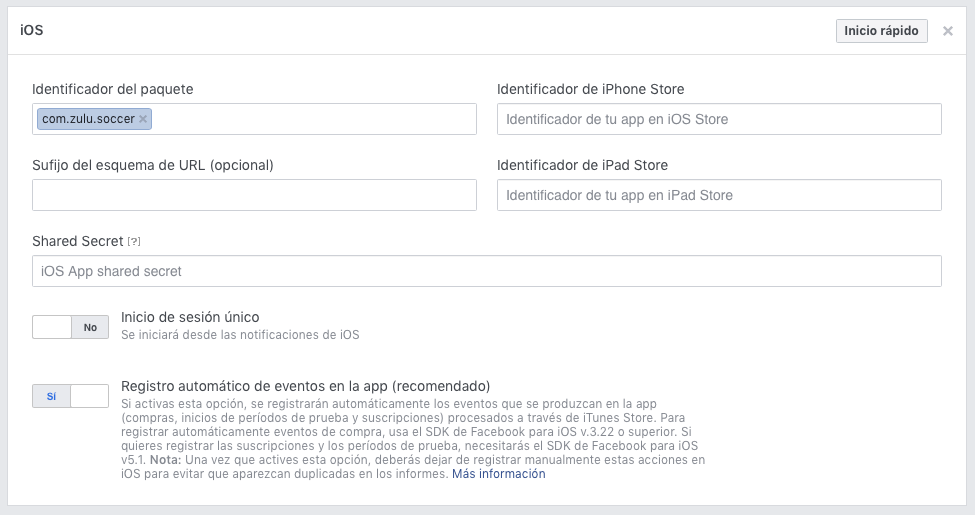 iOS
Inicio rápido
Identificador del paquete
Identificador de iPhone Store
com.zulu.soccer
Identificador de tu app en iOS Store
Sufijo del esquema de URL (opcional)
Identificador de iPad Store
Identificador de tu app en iPad Store
Shared Secret [?]
iOS App shared secret
No
Inicio de sesión único
Se iniciará desde las notificaciones de iOS
Sí
Registro automático de eventos en la app (recomendado)
Si activas esta opción, se registrarán automáticamente los eventos que se produzcan en la app
(compras, inicios de períodos de prueba y suscripciones) procesados a través de iTunes Store. Para
registrar automáticamente eventos de compra, usa el SDK de Facebook para iOS v.3.22 o superior. Si
quieres registrar las suscripciones y los períodos de prueba, necesitarás el SDK de Facebook para iOS
v5.1. Nota: Una vez que actives esta opción, deberás dejar de registrar manualmente estas acciones en
iOS para evitar que aparezcan duplicadas en los informes. Más información